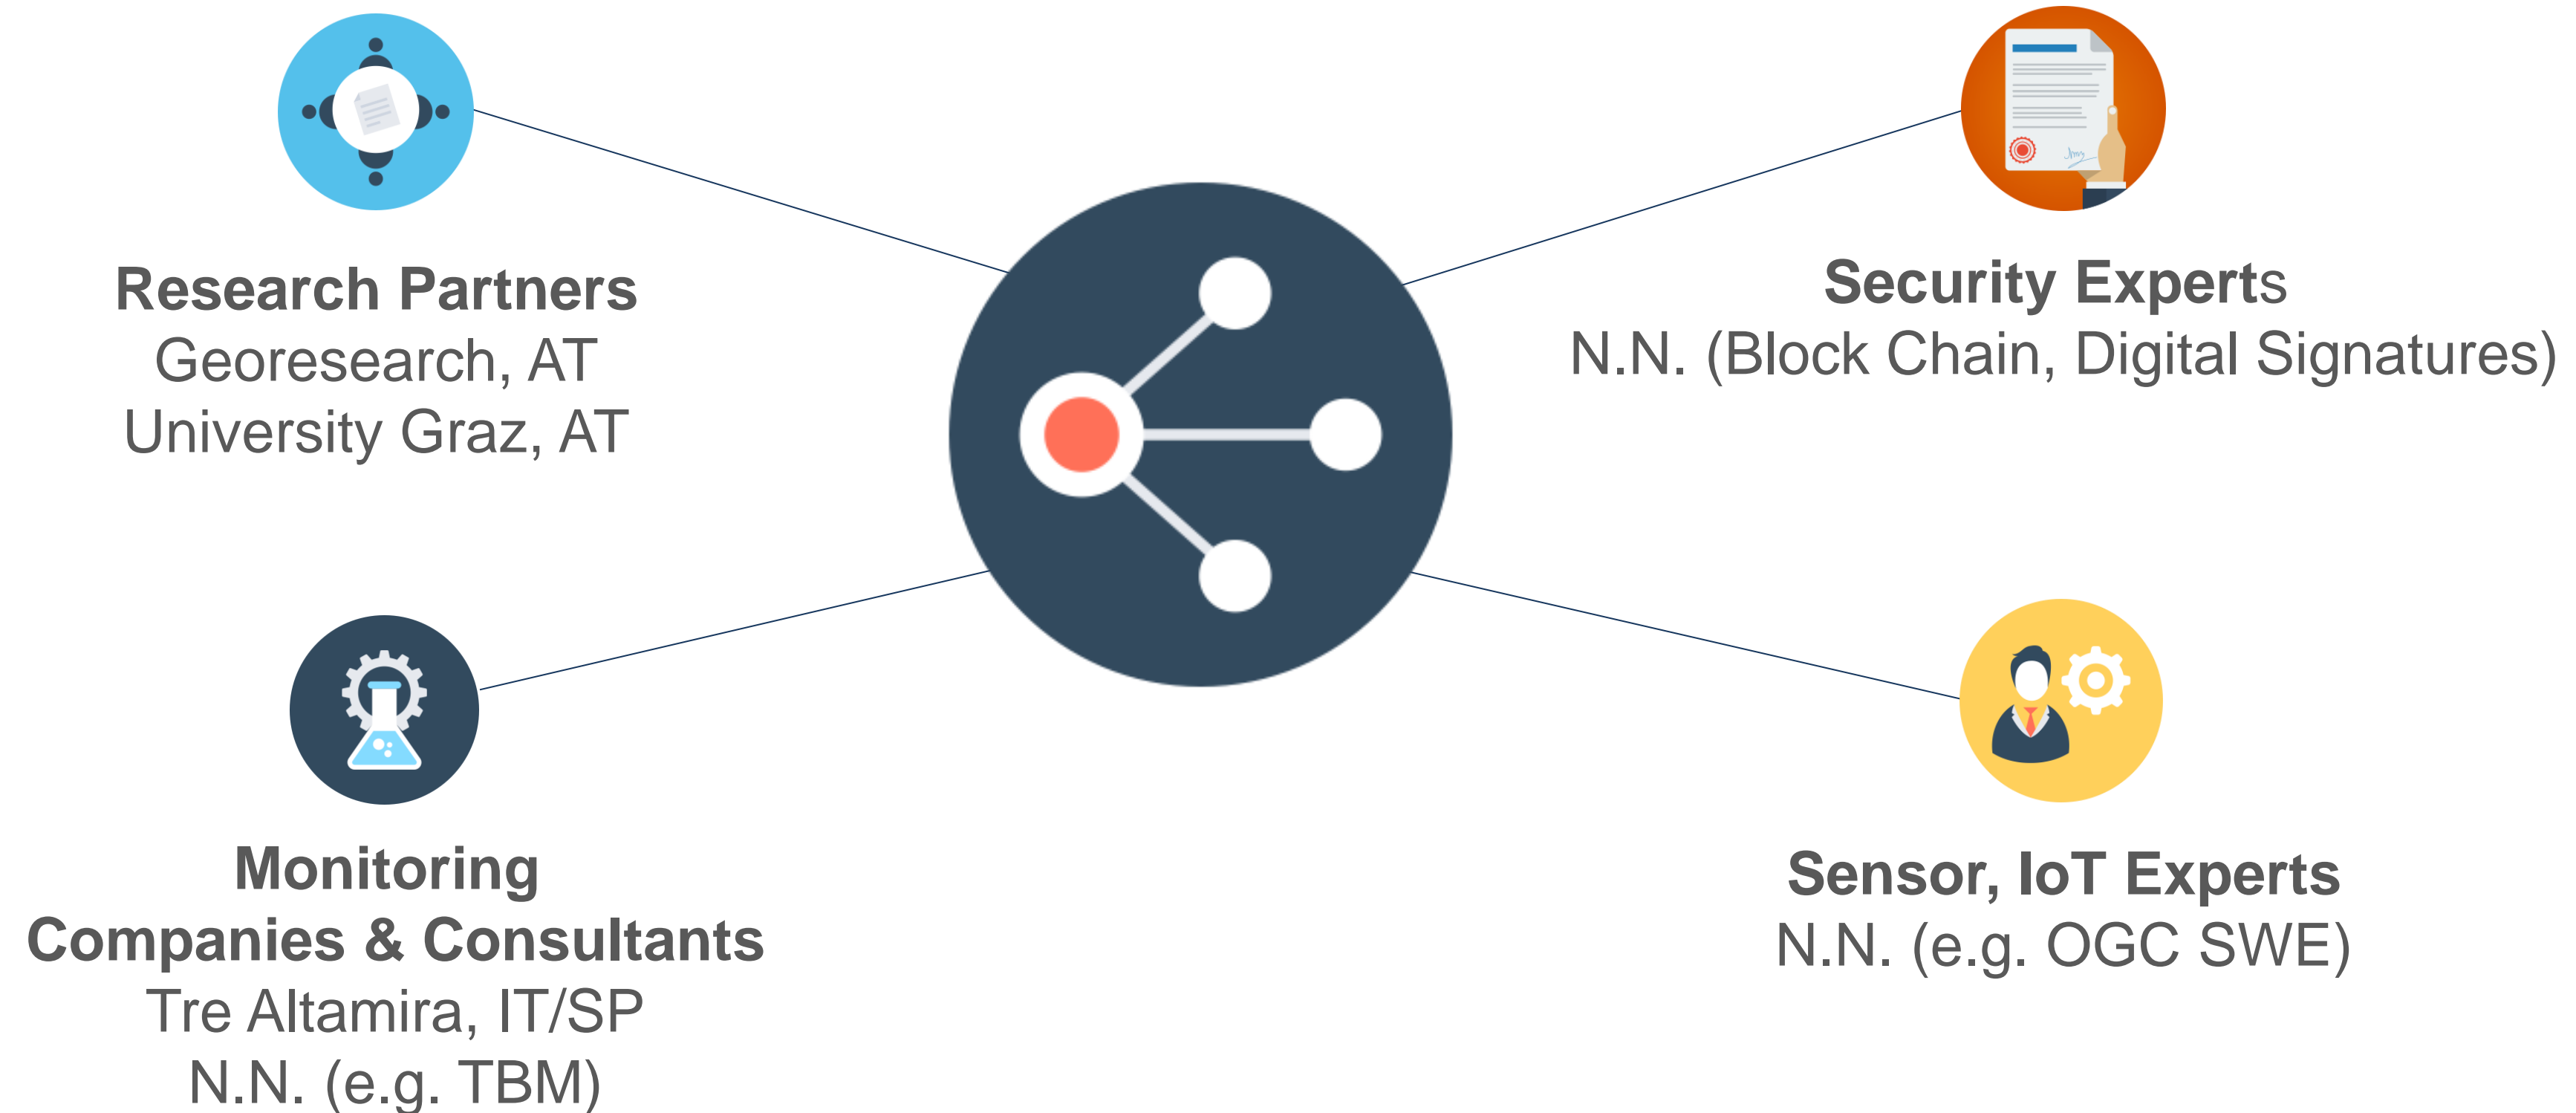 Research Partners
Georesearch, AT
University Graz, AT
Security Experts
N.N. (Block Chain, Digital Signatures)
Monitoring
Companies & Consultants
Tre Altamira, IT/SP
N.N. (e.g. TBM)
Sensor, IoT Experts
N.N. (e.g. OGC SWE)